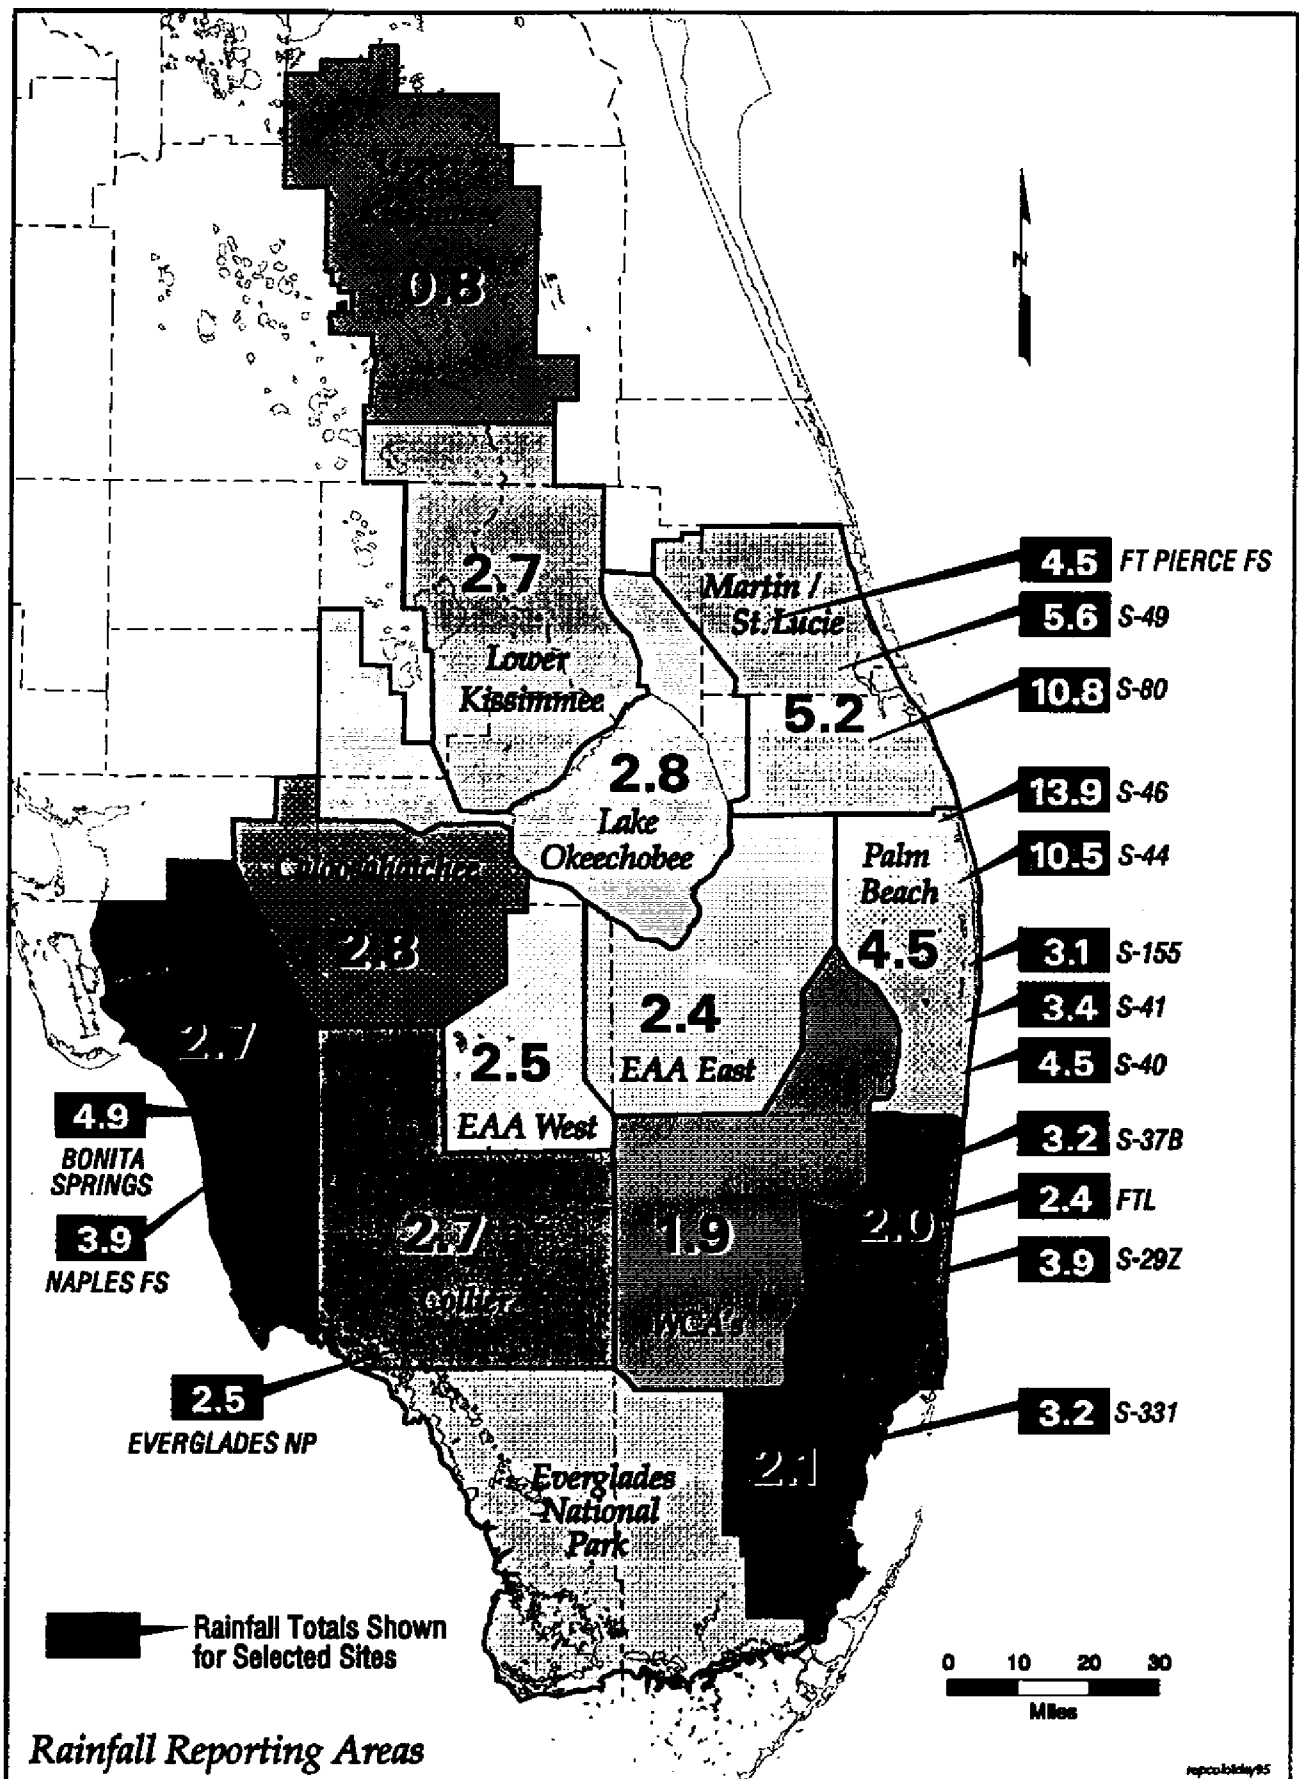 0.8
N
2.7
Lower
Kissimmee
Martin /
St. Lucie
5.2
4.5 FT PIERCE FS
5.6 S-49
10.8 S-80
13.9 S-46
10.5 S-44
3.1 S-155
3.4 S-41
4.5 S-40
3.2 S-37B
2.4 FTL
3.9 S-29Z
3.2 S-331
2.8
Lake
Okeechobee
Palm
Beach
4.5
Caloosahatchee
2.8
2.7
2.4
EAA East
2.5
EAA West
4.9
BONITA
SPRINGS
3.9
NAPLES FS
2.7
Collier
1.9
WCA's
2.0
2.5
EVERGLADES NP
2.1
Everglades
National
Park
Rainfall Totals Shown
for Selected Sites
0 10 20 30
Miles
Rainfall Reporting Areas